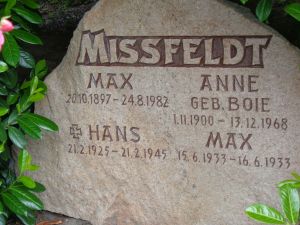 MISSFELDT
MAX ANNE
20.10.1897 - 24.8.1982 GEB. BOIE
1.11.1900 - 13.12.1968
HANS MAX
21.2.1925 - 21.2.1945 15.6.1933 - 16.6.1933